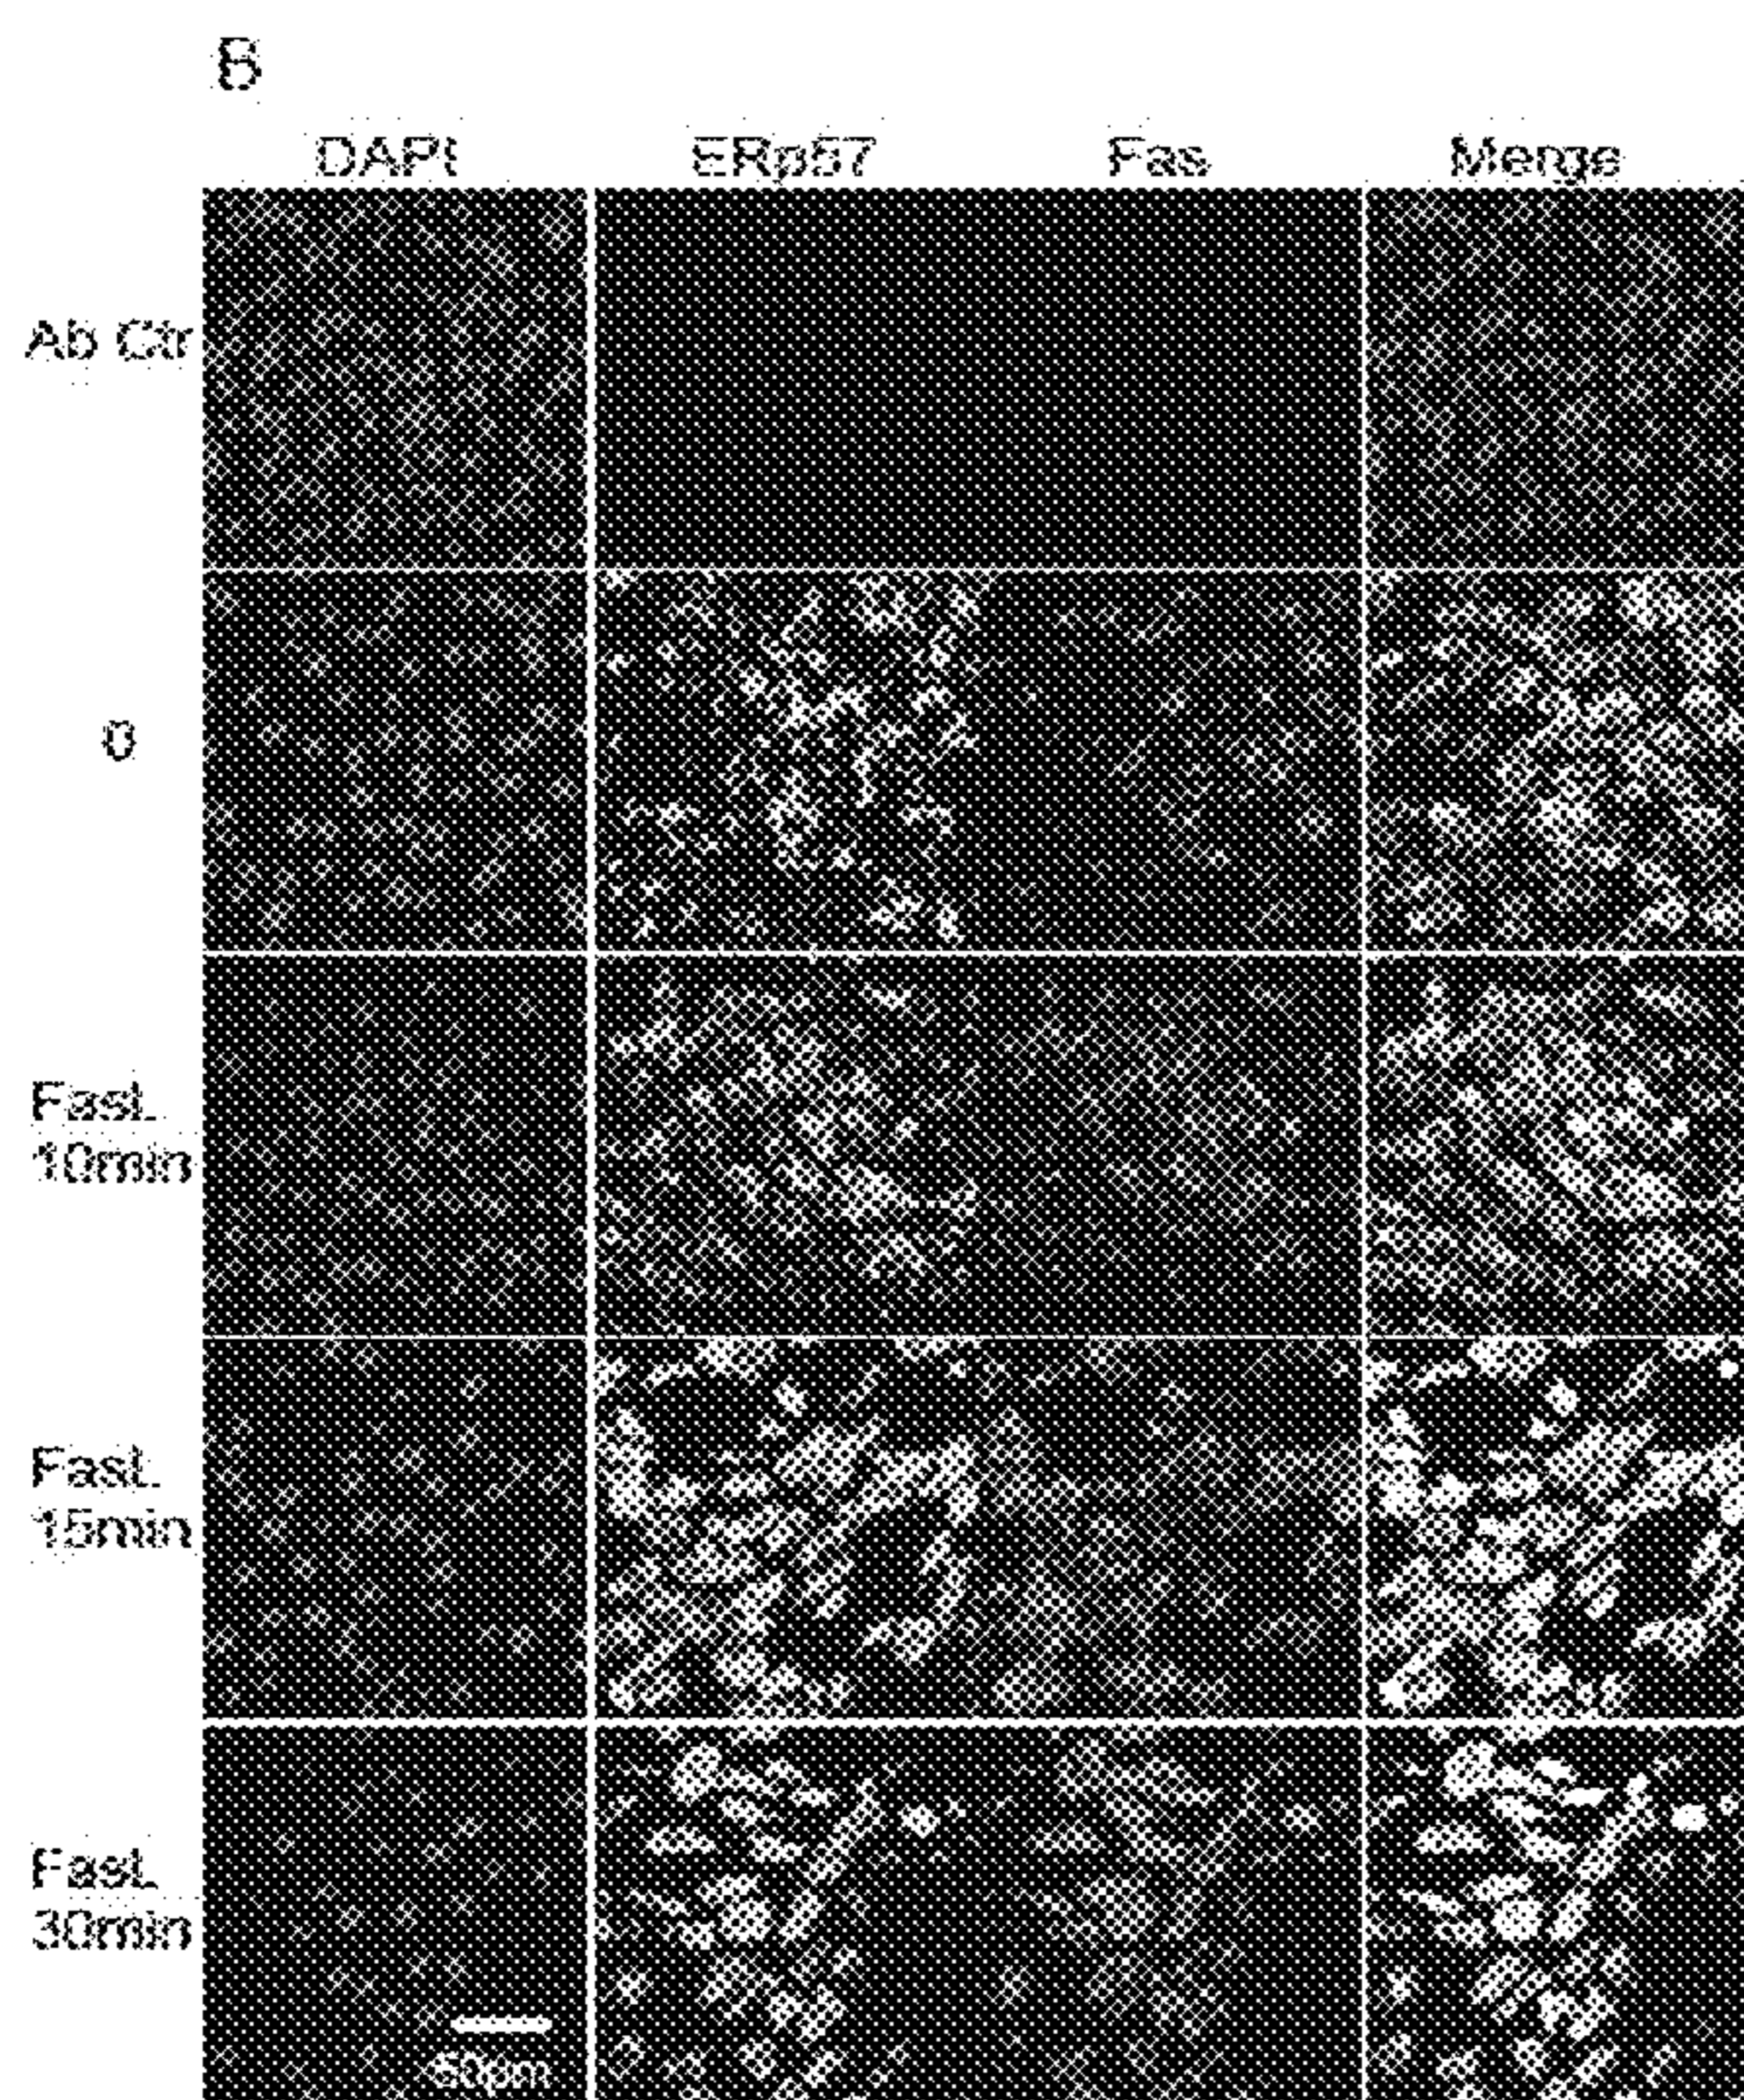 B
DAPI ERp57 Fas Merge
Ab Ctr
0
FasL
10min
FasL
15min
FasL
30min
50µm